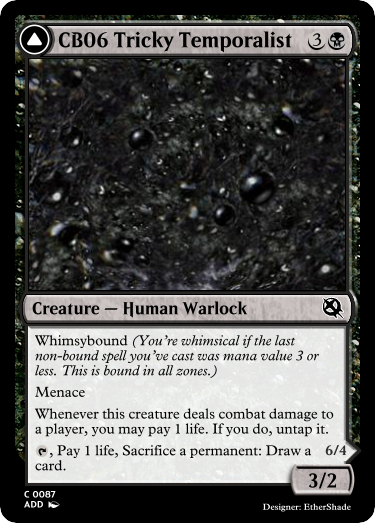 CB06 Tricky Temporalist 3
Creature — Human Warlock
Whimsybound (You're whimsical if the last
non-bound spell you've cast was mana value 3 or
less. This is bound in all zones.)
Menace
Whenever this creature deals combat damage to
a player, you may pay 1 life. If you do, untap it.
, Pay 1 life, Sacrifice a permanent: Draw a
card.
6/4
3/2
C 0087
ADD
Designer: EtherShade